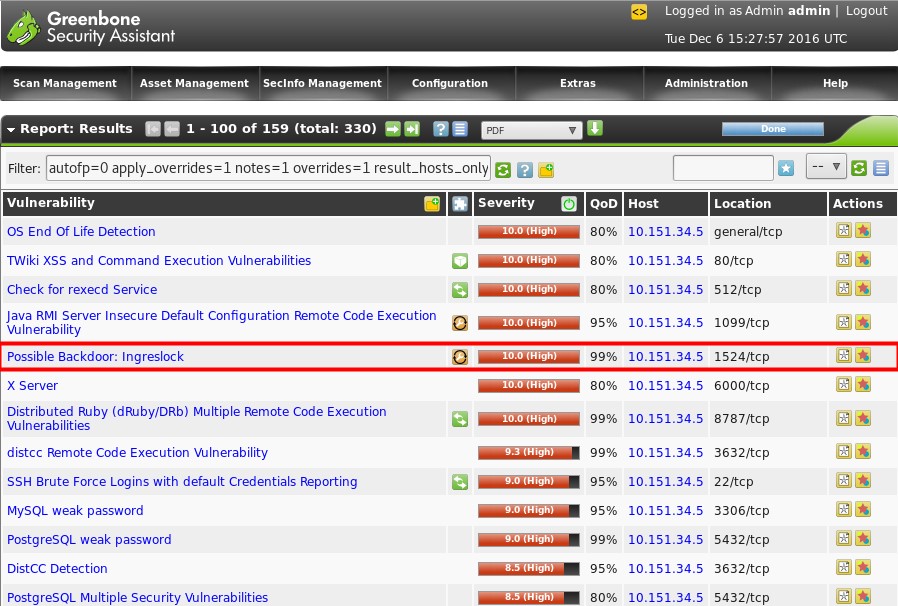 Greenbone
Security Assistant
<> Logged in as Admin admin | Logout
Tue Dec 6 15:27:57 2016 UTC
Scan Management Asset Management SecInfo Management Configuration Extras Administration Help
Report: Results 1 - 100 of 159 (total: 330) ? PDF Done
Filter: autofp=0 apply_overrides=1 notes=1 overrides=1 result_hosts_only ? --
Vulnerability Severity QoD Host Location Actions
OS End Of Life Detection 10.0 (High) 80% 10.151.34.5 general/tcp
TWiki XSS and Command Execution Vulnerabilities 10.0 (High) 80% 10.151.34.5 80/tcp
Check for rexecd Service 10.0 (High) 80% 10.151.34.5 512/tcp
Java RMI Server Insecure Default Configuration Remote Code Execution
Vulnerability 10.0 (High) 95% 10.151.34.5 1099/tcp
Possible Backdoor: Ingreslock 10.0 (High) 99% 10.151.34.5 1524/tcp
X Server 10.0 (High) 80% 10.151.34.5 6000/tcp
Distributed Ruby (dRuby/DRb) Multiple Remote Code Execution
Vulnerabilities 10.0 (High) 99% 10.151.34.5 8787/tcp
distcc Remote Code Execution Vulnerability 9.3 (High) 99% 10.151.34.5 3632/tcp
SSH Brute Force Logins with default Credentials Reporting 9.0 (High) 95% 10.151.34.5 22/tcp
MySQL weak password 9.0 (High) 95% 10.151.34.5 3306/tcp
PostgreSQL weak password 9.0 (High) 99% 10.151.34.5 5432/tcp
DistCC Detection 8.5 (High) 95% 10.151.34.5 3632/tcp
PostgreSQL Multiple Security Vulnerabilities 8.5 (High) 80% 10.151.34.5 5432/tcp